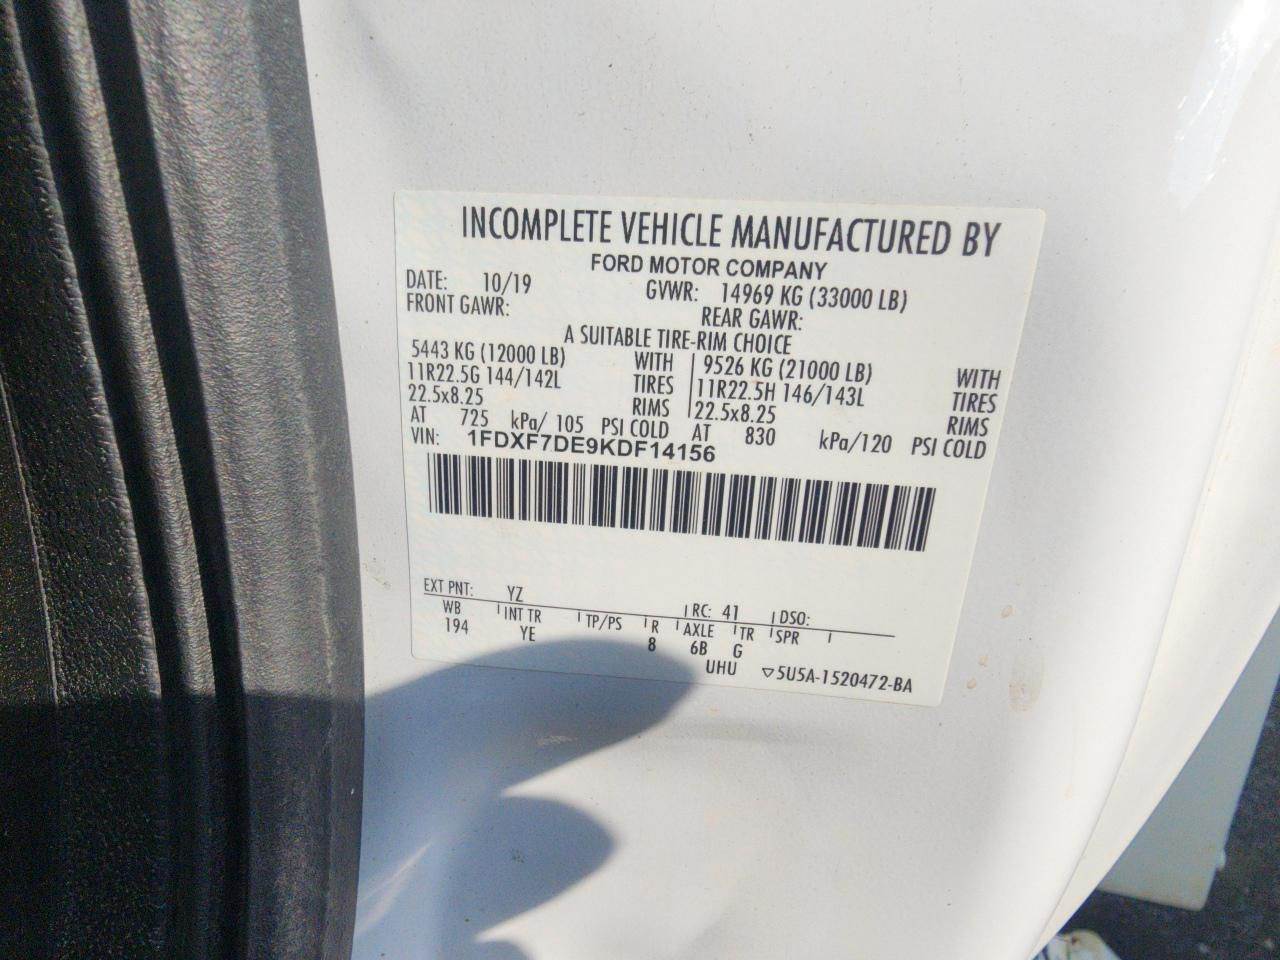 INCOMPLETE VEHICLE MANUFACTURED BY
FORD MOTOR COMPANY
DATE: 10/19 GVWR: 14969 KG (33000 LB)
FRONT GAWR: REAR GAWR:
A SUITABLE TIRE-RIM CHOICE
5443 KG (12000 LB) WITH 9526 KG (21000 LB) WITH
11R22.5G 144/142L TIRES 11R22.5H 146/143L TIRES
22.5x8.25 RIMS 22.5x8.25 RIMS
AT 725 kPa/ 105 PSI COLD AT 830 kPa/120 PSI COLD
VIN: 1FDXF7DE9KDF14156
EXT PNT: YZ RC: 41 DSO:
WB INT TR TP/PS R AXLE TR SPR
194 YE 8 6B G
UHU ▽5U5A-1520472-BA